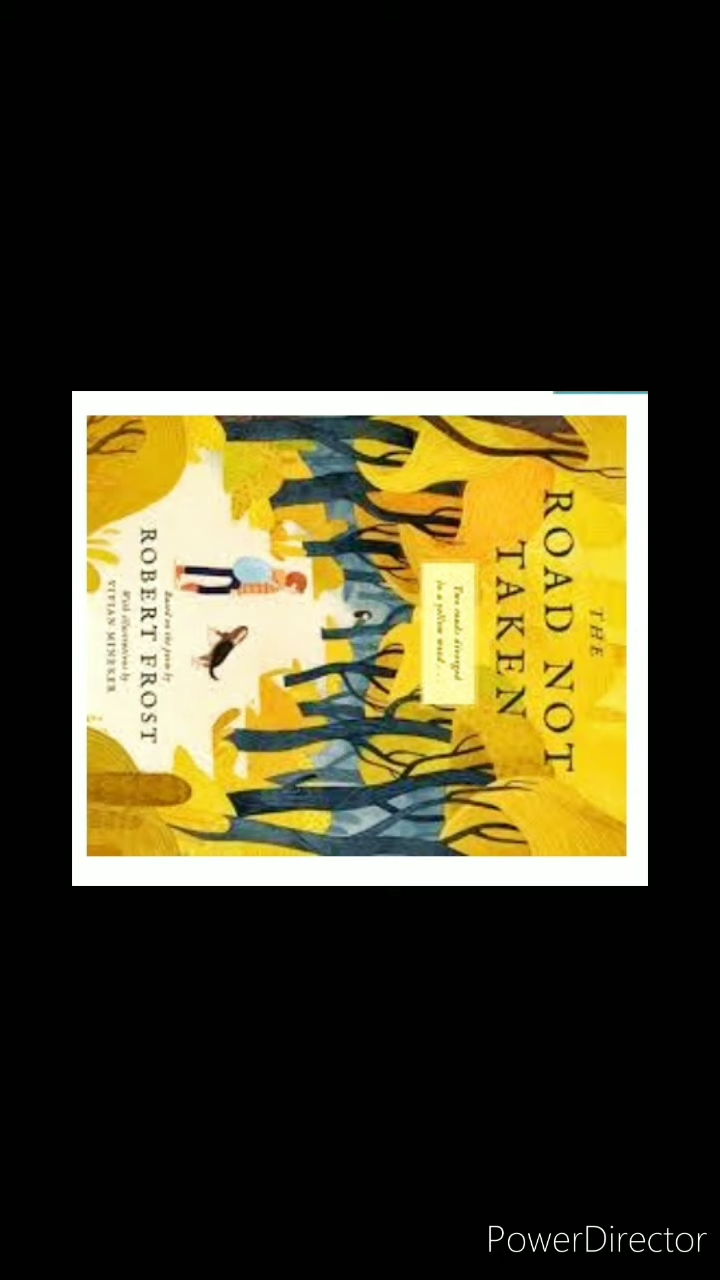 THE
ROAD NOT
TAKEN
Two roads diverged
in a yellow wood . . .
Based on the poem by
ROBERT FROST
With illustrations by
VIVIAN MINEKER
PowerDirector